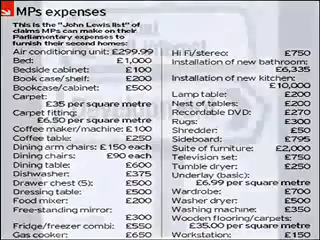 MPs expenses
This is the "John Lewis list" of
claims MPs can make on their
Parliamentary expenses to
furnish their second homes:
Air conditioning unit: £299.99
Bed: £1,000
Bedside cabinet: £100
Book case/shelf: £200
Bookcase/cabinet: £500
Carpet:
£35 per square metre
Carpet fitting:
£6.50 per square metre
Coffee maker/machine: £100
Coffee table: £250
Dining arm chairs: £150 each
Dining chairs: £90 each
Dining table: £600
Dishwasher: £375
Drawer chest (5): £500
Dressing table: £500
Food mixer: £200
Free-standing mirror:
£300
Fridge/freezer combi: £550
Gas cooker: £650
Hi Fi/stereo: £750
Installation of new bathroom:
£6,335
Installation of new kitchen:
£10,000
Lamp table: £200
Nest of tables: £200
Recordable DVD: £270
Rugs: £300
Shredder: £50
Sideboard: £795
Suite of furniture: £2,000
Television set: £750
Tumble dryer: £250
Underlay (basic):
£6.99 per square metre
Wardrobe: £700
Washer dryer: £500
Washing machine: £350
Wooden flooring/carpets:
£35.00 per square metre
Workstation: £150